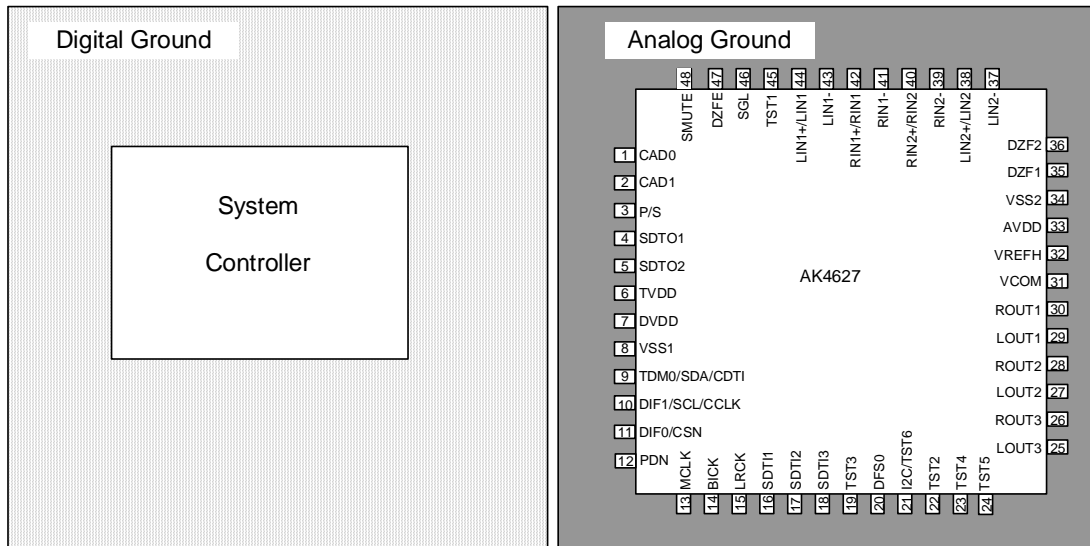 Digital Ground
System
Controller
Analog Ground
48 47 46 45 44 43 42 41 40 39 38 37
SMUTE
DZFE
SGL
TST1
LIN1+/LIN1
LIN1-
RIN1+/RIN1
RIN1-
RIN2+/RIN2
RIN2-
LIN2+/LIN2
LIN2-
1 CAD0
2 CAD1
3 P/S
4 SDTO1
5 SDTO2
6 TVDD
7 DVDD
8 VSS1
9 TDM0/SDA/CDTI
10 DIF1/SCL/CCLK
11 DIF0/CSN
12 PDN
AK4627
DZF2 36
DZF1 35
VSS2 34
AVDD 33
VREFH 32
VCOM 31
ROUT1 30
LOUT1 29
ROUT2 28
LOUT2 27
ROUT3 26
LOUT3 25
MCLK
BICK
LRCK
SDTI1
SDTI2
SDTI3
TST3
DFS0
I2C/TST6
TST2
TST4
TST5
13 14 15 16 17 18 19 20 21 22 23 24